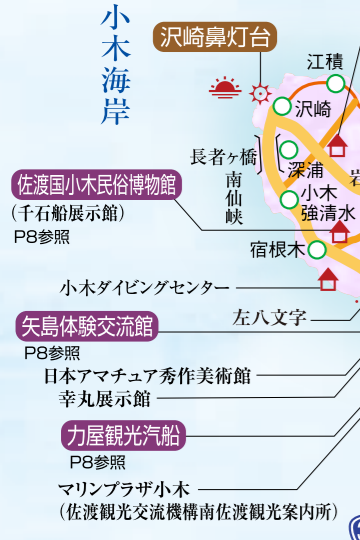 小木海岸
沢崎鼻灯台
江積
沢崎
長者ヶ橋
深浦
佐渡国小木民俗博物館
(千石船展示館)
P8参照
南仙峡
小木
強清水
宿根木
小木ダイビングセンター
左八文字
矢島体験交流館
P8参照
日本アマチュア秀作美術館
幸丸展示館
力屋観光汽船
P8参照
マリンプラザ小木
(佐渡観光交流機構南佐渡観光案内所)